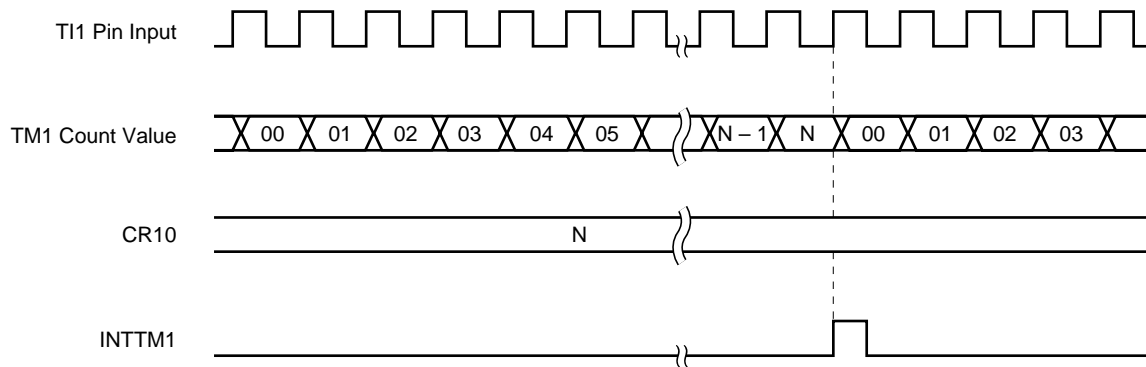 TI1 Pin Input
TM1 Count Value 00 01 02 03 04 05 N – 1 N 00 01 02 03
CR10 N
INTTM1